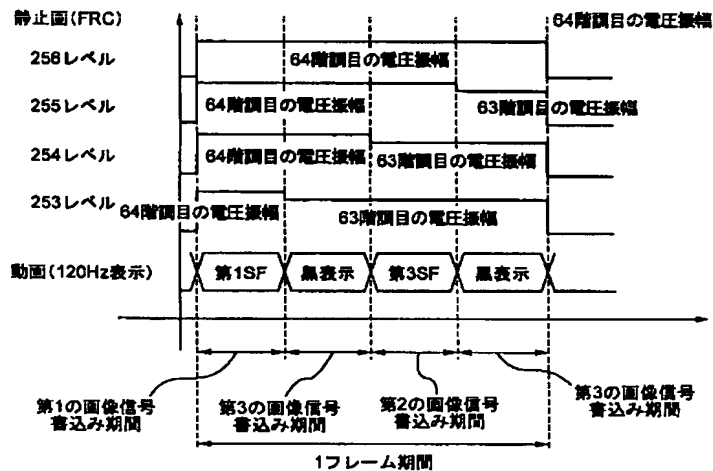 静止画(FRC)
64階調目の電圧振幅
256レベル
64階調目の電圧振幅
255レベル
64階調目の電圧振幅
63階調目の電圧振幅
254レベル
64階調目の電圧振幅
63階調目の電圧振幅
253レベル
64階調目の電圧振幅
63階調目の電圧振幅
動画(120Hz表示)
第1SF
黒表示
第3SF
黒表示
第1の画像信号
書込み期間
第3の画像信号
書込み期間
第2の画像信号
書込み期間
第3の画像信号
書込み期間
1フレーム期間